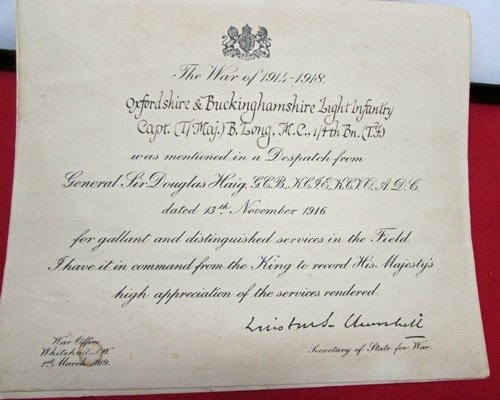 The War of 1914-1918.
Oxfordshire & Buckinghamshire Light Infantry
Capt. (T/Maj.) B. Long, M.C., 1/4th Bn. (T.F.)
was mentioned in a Despatch from
General Sir Douglas Haig, G.C.B., K.C.I.E., K.C.V.O., A.D.C.
dated 13th November 1916
for gallant and distinguished services in the Field.
I have it in command from the King to record His Majesty's
high appreciation of the services rendered.
Winston S. Churchill
War Office
Whitehall, S.W.
1st March 1919.
Secretary of State for War.